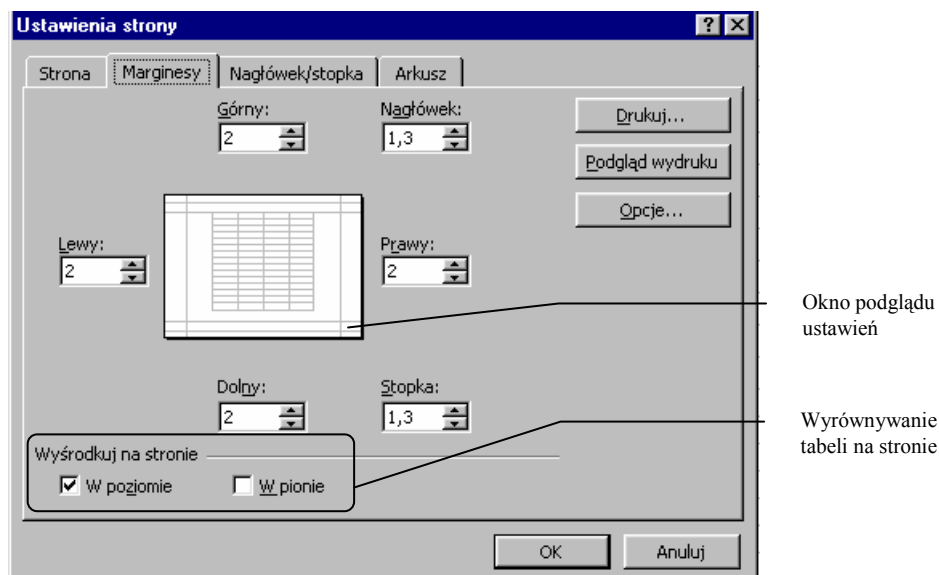 Ustawienia strony
Strona Marginesy Nagłówek/stopka Arkusz
Górny: Nagłówek:
2 1,3
Drukuj...
Podgląd wydruku
Opcje...
Lewy: Prawy:
2 2
Okno podglądu
ustawień
Dolny: Stopka:
2 1,3
Wyrównywanie
tabeli na stronie
Wyśrodkuj na stronie
W poziomie W pionie
OK Anuluj